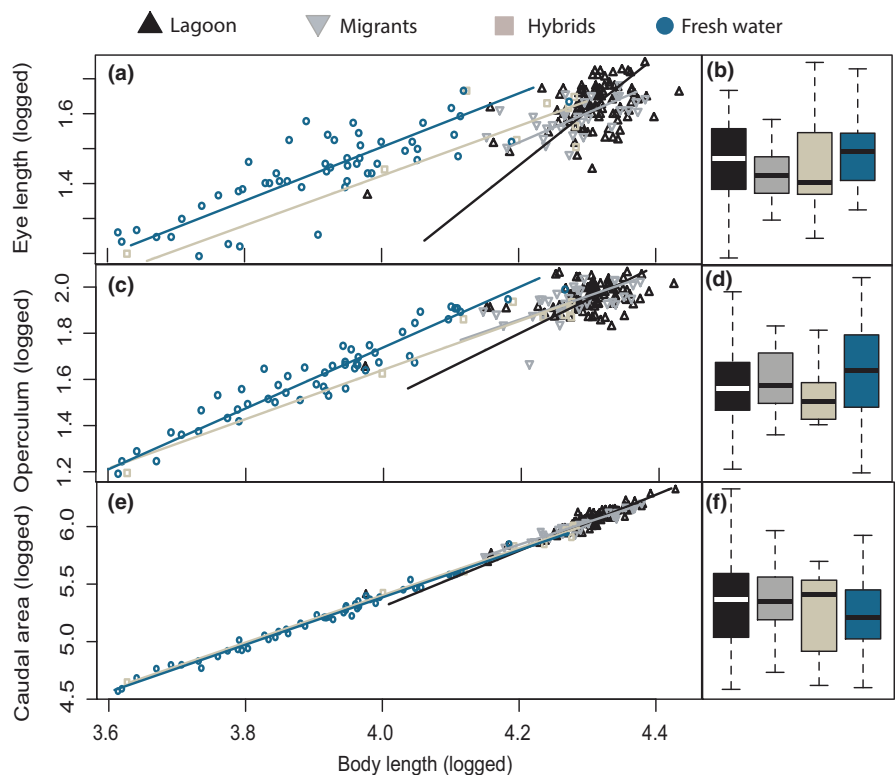 Lagoon Migrants Hybrids Fresh water
(a)
(b)
Eye length (logged)
1.6
1.4
(c)
(d)
Operculum (logged)
2.0
1.8
1.6
1.4
1.2
(e)
(f)
Caudal area (logged)
6.0
5.5
5.0
4.5
3.6 3.8 4.0 4.2 4.4
Body length (logged)